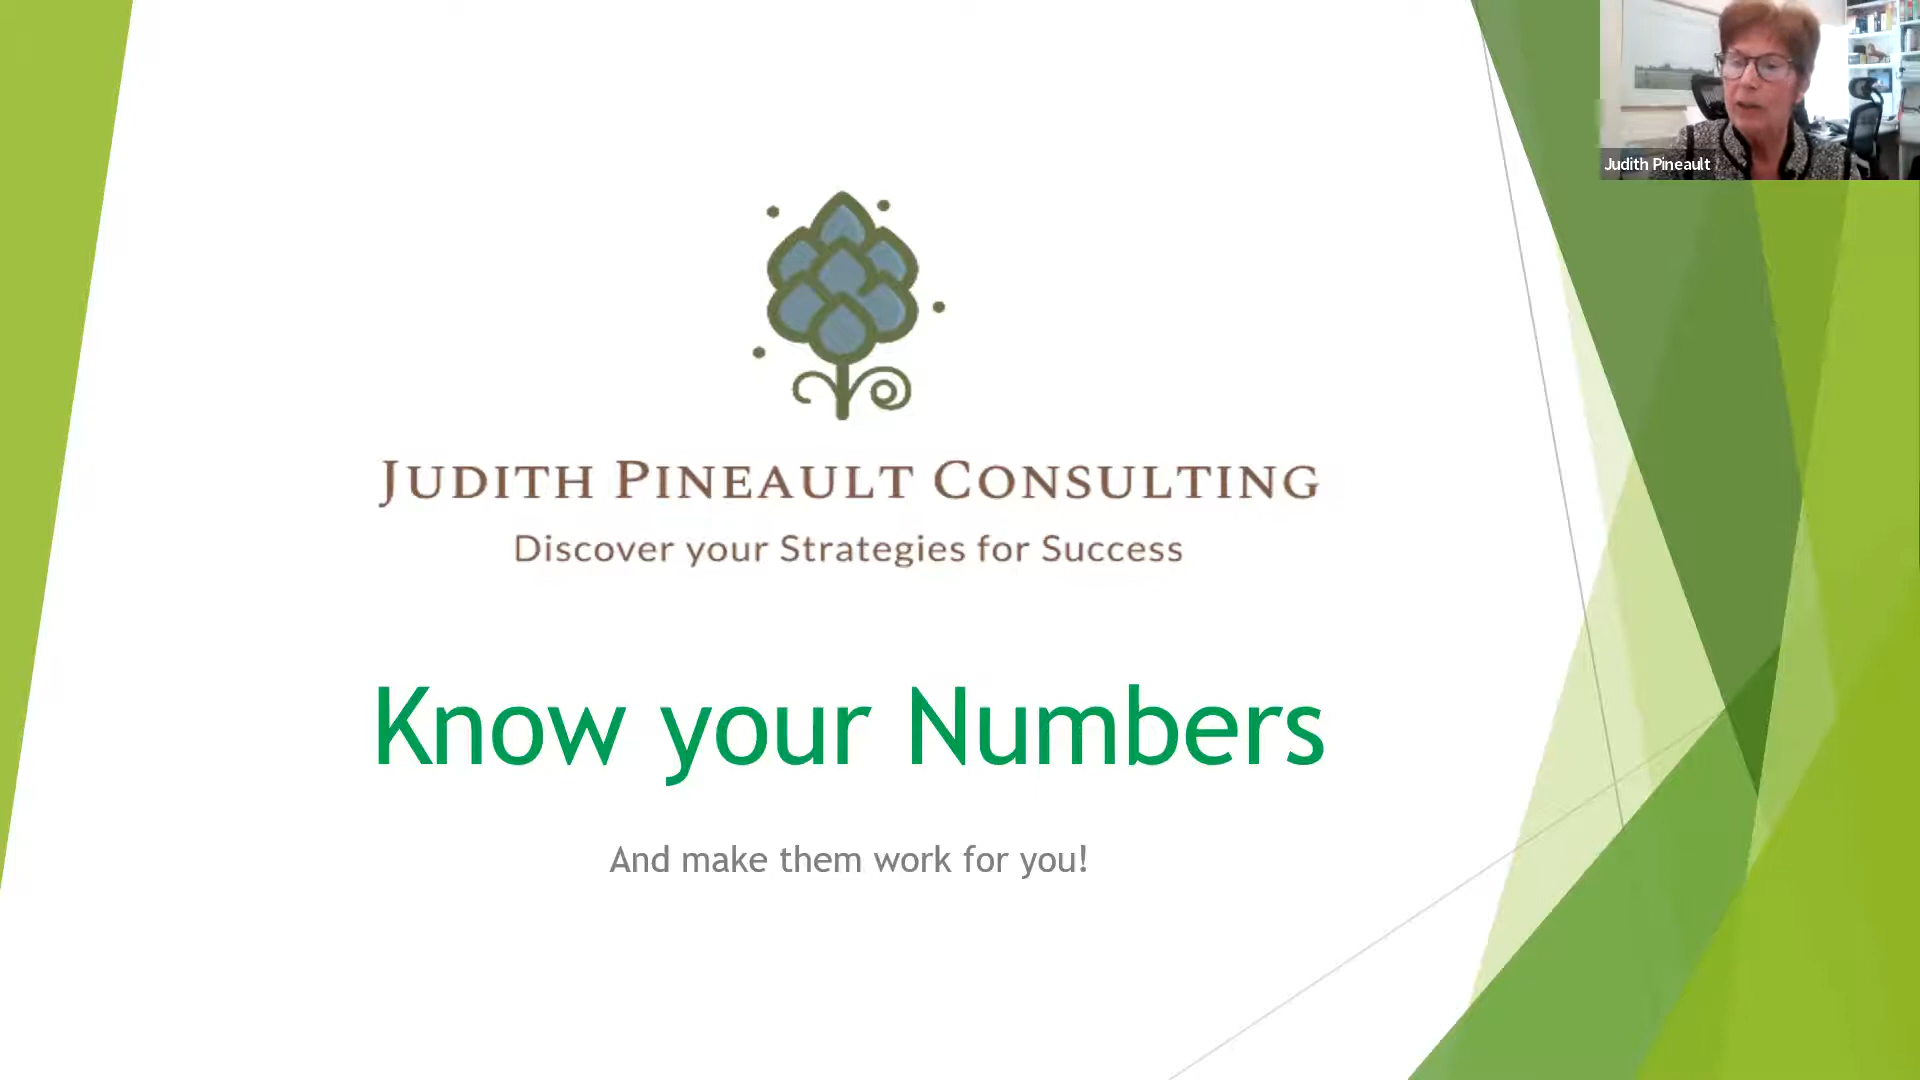 Judith Pineault
JUDITH PINEAULT CONSULTING
Discover your Strategies for Success
Know your Numbers
And make them work for you!